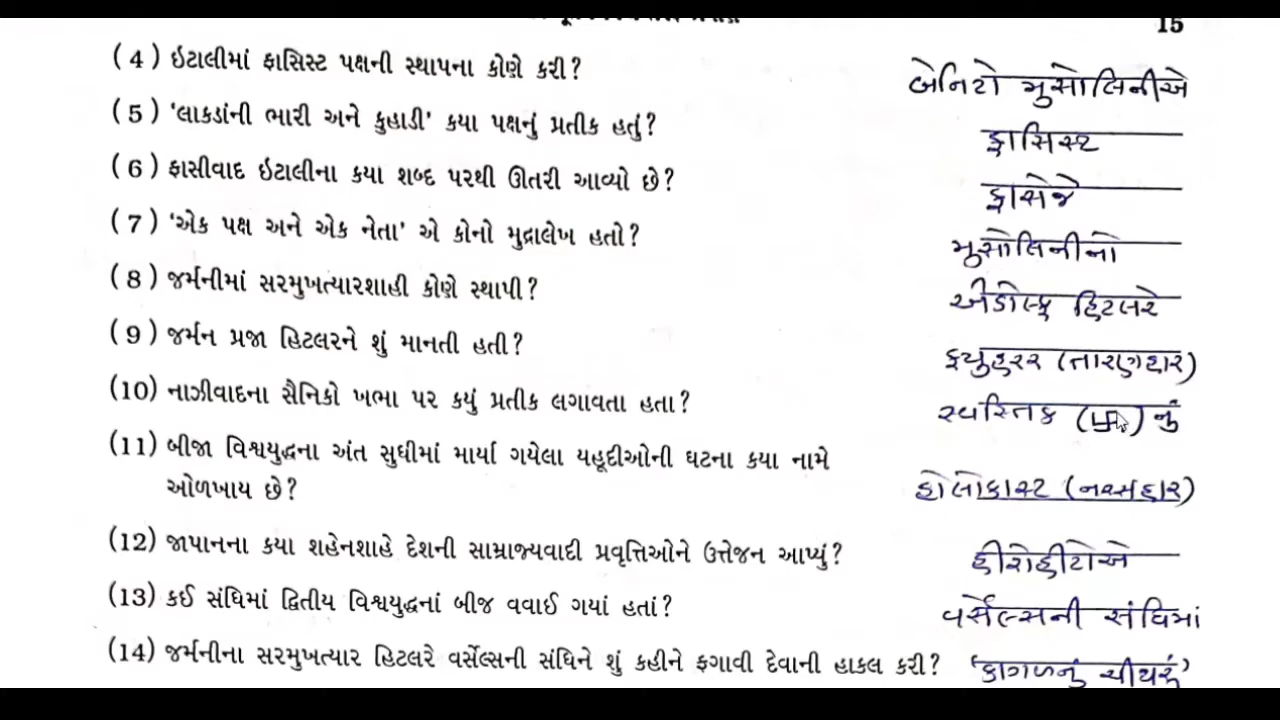 15
(4) ઇટાલીમાં ફાસિસ્ટ પક્ષની સ્થાપના કોણે કરી? બેનિટો મુસોલિનીએ
(5) 'લાકડાંની ભારી અને કુહાડી' કયા પક્ષનું પ્રતીક હતું? ફાસિસ્ટ
(6) ફાસીવાદ ઇટાલીના કયા શબ્દ પરથી ઊતરી આવ્યો છે? ફાસેજે
(7) 'એક પક્ષ અને એક નેતા' એ કોનો મુદ્રાલેખ હતો? મુસોલિનીનો
(8) જર્મનીમાં સરમુખત્યારશાહી કોણે સ્થાપી? એડોલ્ફ હિટલરે
(9) જર્મન પ્રજા હિટલરને શું માનતી હતી? ફ્યુહરર (તારણહાર)
(10) નાઝીવાદના સૈનિકો ખભા પર કયું પ્રતીક લગાવતા હતા? સ્વસ્તિક (卐) નું
(11) બીજા વિશ્વયુદ્ધના અંત સુધીમાં માર્યા ગયેલા યહૂદીઓની ઘટના કયા નામે
ઓળખાય છે? હોલોકાસ્ટ (નરસંહાર)
(12) જાપાનના કયા શહેનશાહે દેશની સામ્રાજ્યવાદી પ્રવૃત્તિઓને ઉત્તેજન આપ્યું? હીરોહીટોએ
(13) કઈ સંધિમાં દ્વિતીય વિશ્વયુદ્ધનાં બીજ વવાઈ ગયાં હતાં? વર્સેલ્સની સંધિમાં
(14) જર્મનીના સરમુખત્યાર હિટલરે વર્સેલ્સની સંધિને શું કહીને ફગાવી દેવાની હાકલ કરી? 'કાગળનું ચીથરું'